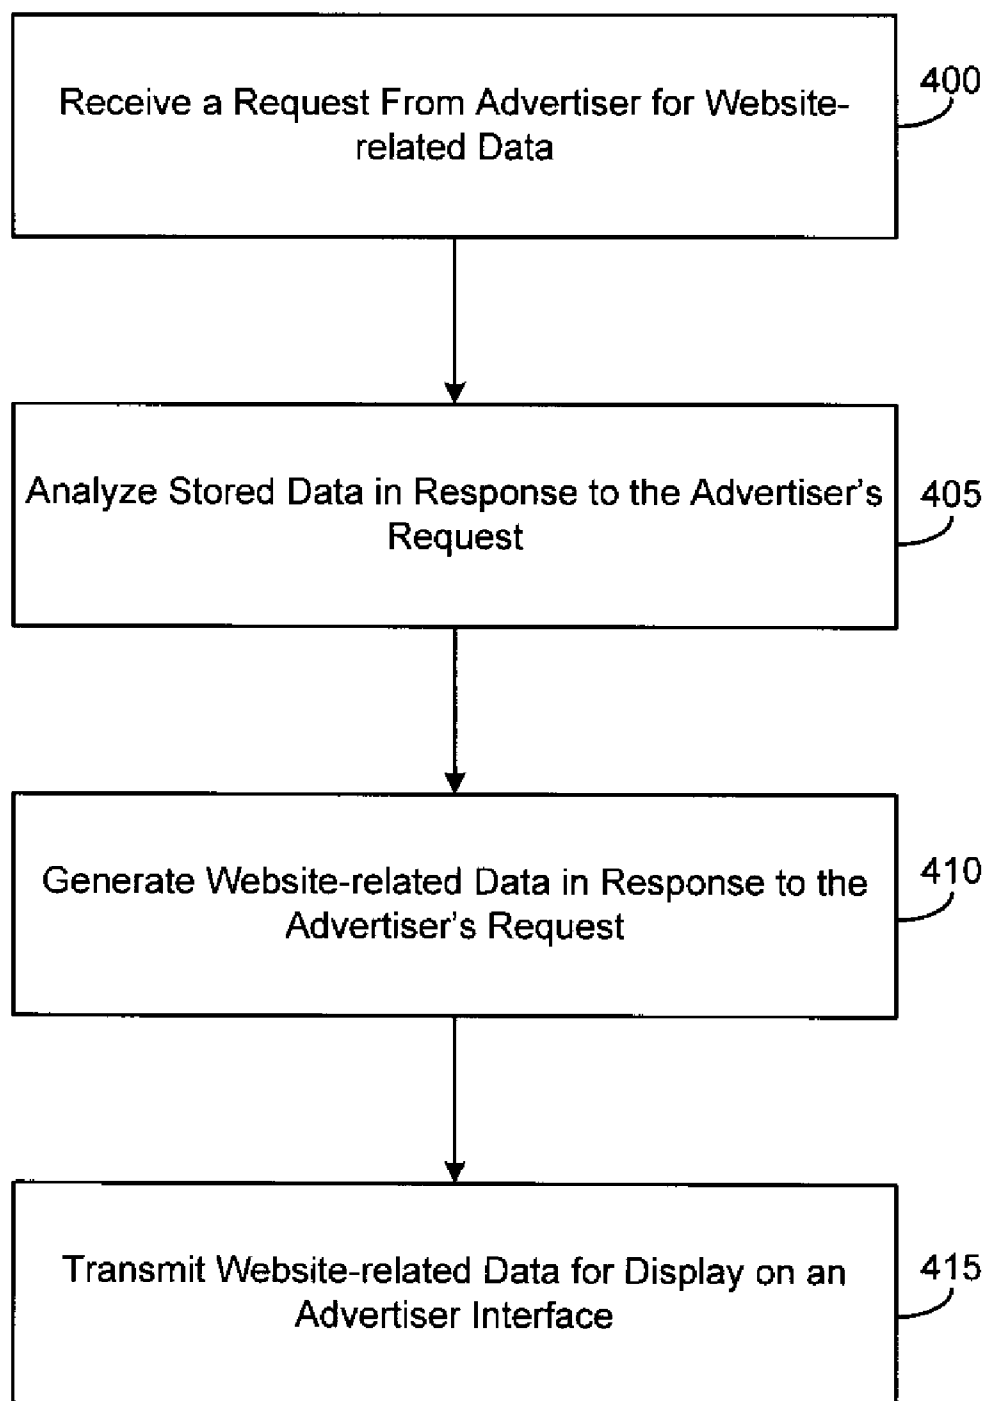 Receive a Request From Advertiser for Website-
related Data
400
Analyze Stored Data in Response to the Advertiser's
Request
405
Generate Website-related Data in Response to the
Advertiser's Request
410
Transmit Website-related Data for Display on an
Advertiser Interface
415